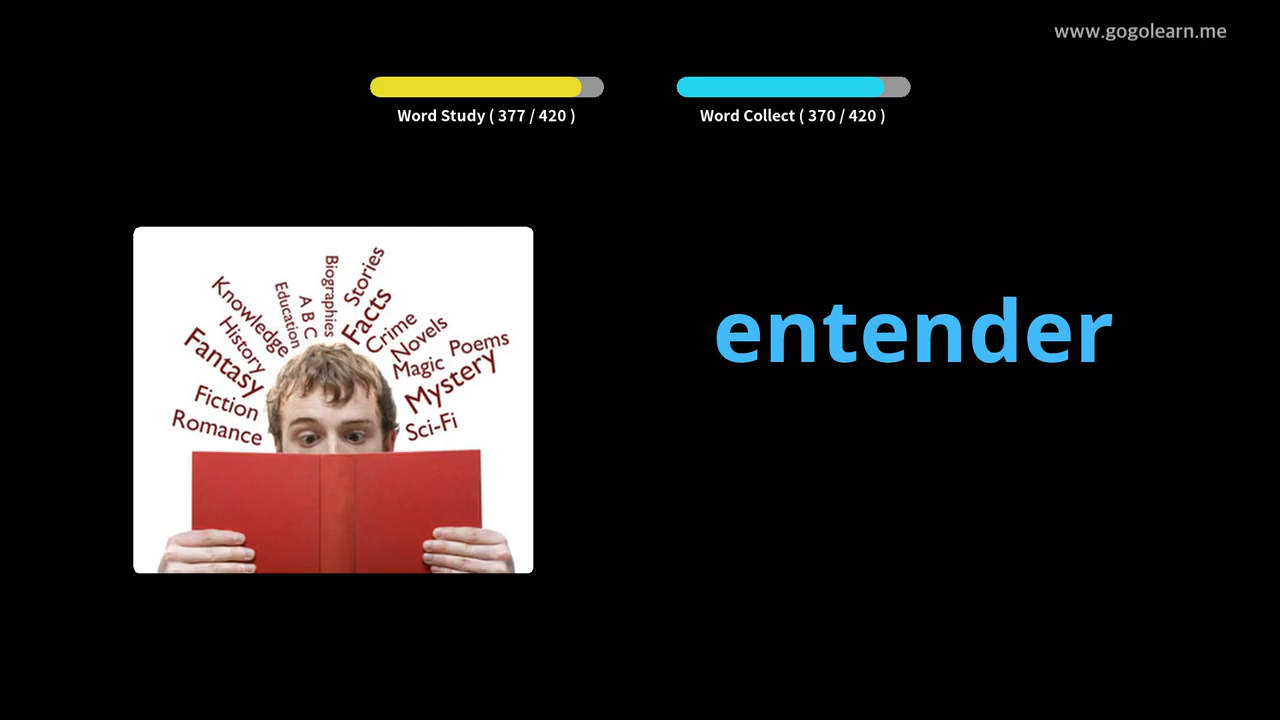 www.gogolearn.me
Word Study ( 377 / 420 )
Word Collect ( 370 / 420 )
Biographies
Stories
Education
A B C
Facts
Knowledge
Crime
History
Novels
Poems
Fantasy
Magic
Mystery
Fiction
Romance
Sci-Fi
entender